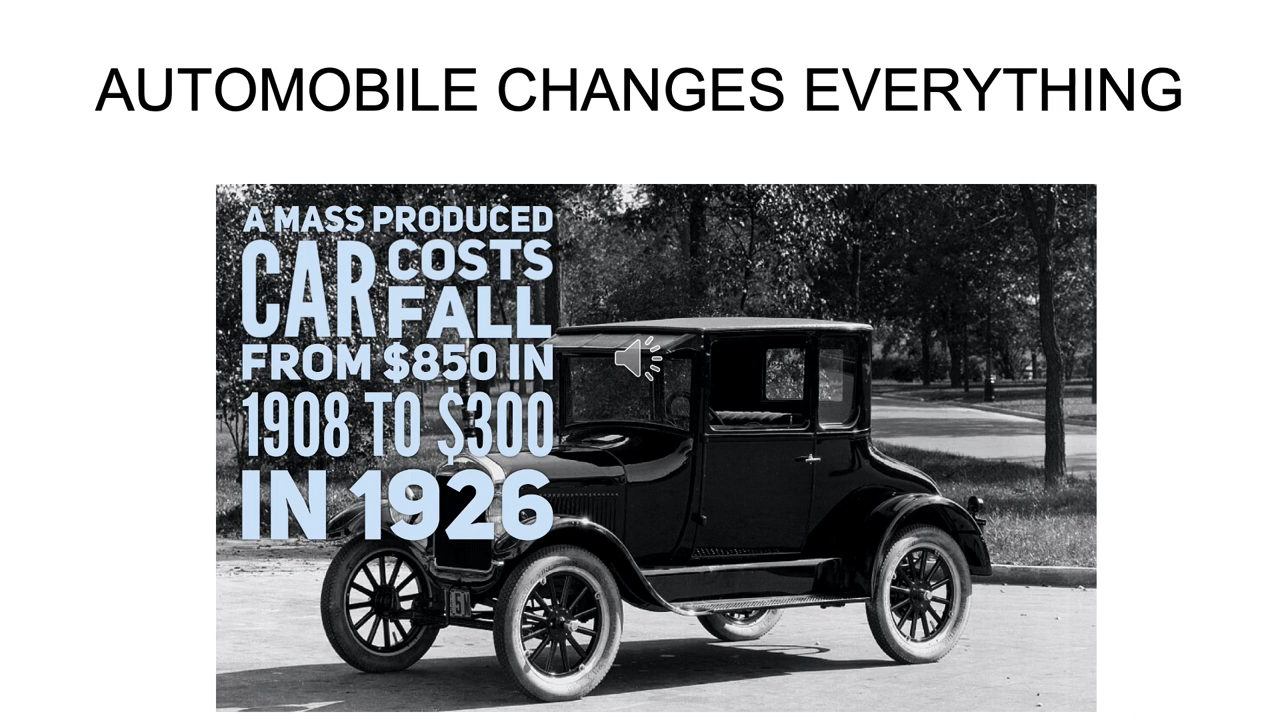 AUTOMOBILE CHANGES EVERYTHING
A MASS PRODUCED
CAR COSTS
FALL
FROM $850 IN
1908 TO $300
IN 1926